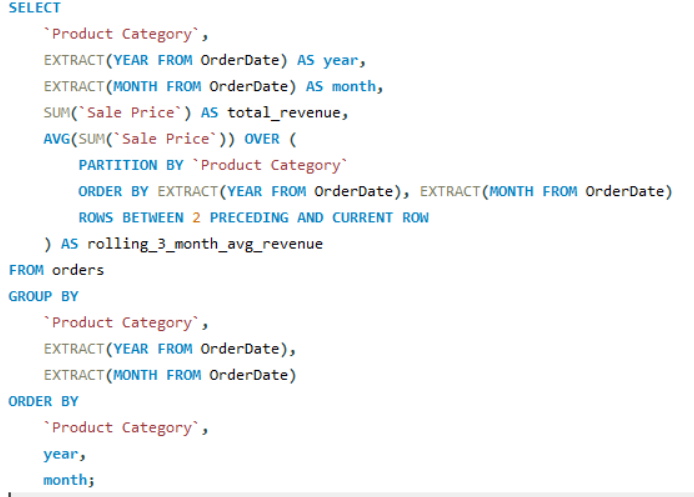 SELECT
`Product Category`,
EXTRACT(YEAR FROM OrderDate) AS year,
EXTRACT(MONTH FROM OrderDate) AS month,
SUM(`Sale Price`) AS total_revenue,
AVG(SUM(`Sale Price`)) OVER (
PARTITION BY `Product Category`
ORDER BY EXTRACT(YEAR FROM OrderDate), EXTRACT(MONTH FROM OrderDate)
ROWS BETWEEN 2 PRECEDING AND CURRENT ROW
) AS rolling_3_month_avg_revenue
FROM orders
GROUP BY
`Product Category`,
EXTRACT(YEAR FROM OrderDate),
EXTRACT(MONTH FROM OrderDate)
ORDER BY
`Product Category`,
year,
month;